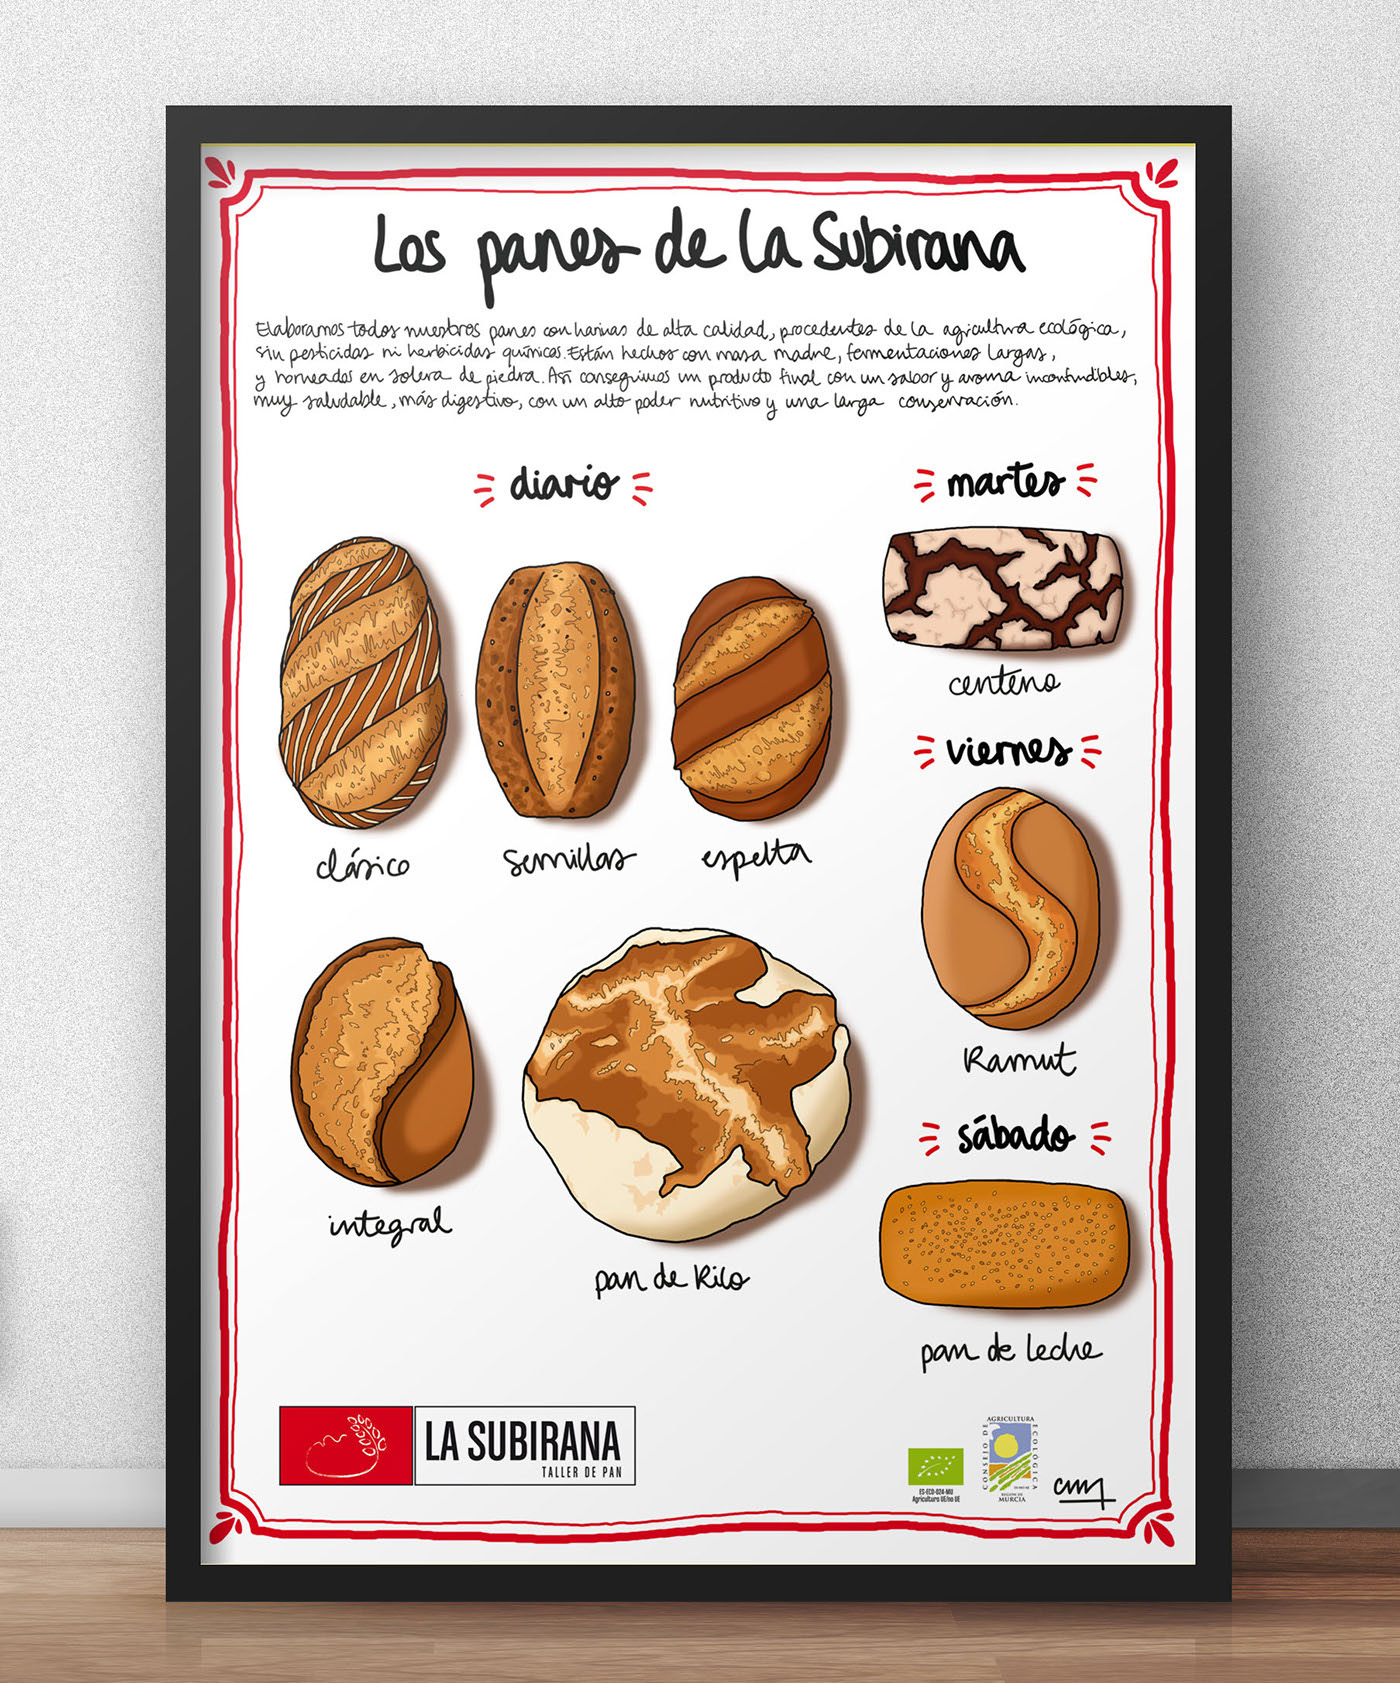 Los panes de la Subirana
Elaboramos todos nuestros panes con harinas de alta calidad, procedentes de la agricultura ecológica,
sin pesticidas ni herbicidas químicos. Están hechos con masa madre, fermentaciones largas,
y horneados en solera de piedra. Así conseguimos un producto final con un sabor y aroma inconfundibles,
muy saludable, más digestivo, con un alto poder nutritivo y una larga conservación.
diario
clásico
semillas
espelta
integral
pan de kilo
martes
centeno
viernes
Kamut
sábado
pan de leche
LA SUBIRANA
TALLER DE PAN
ES-ECO-024-MU
Agricultura UE/no UE
CONSEJO DE
AGRICULTURA
ECOLÓGICA
REGIÓN DE
MURCIA